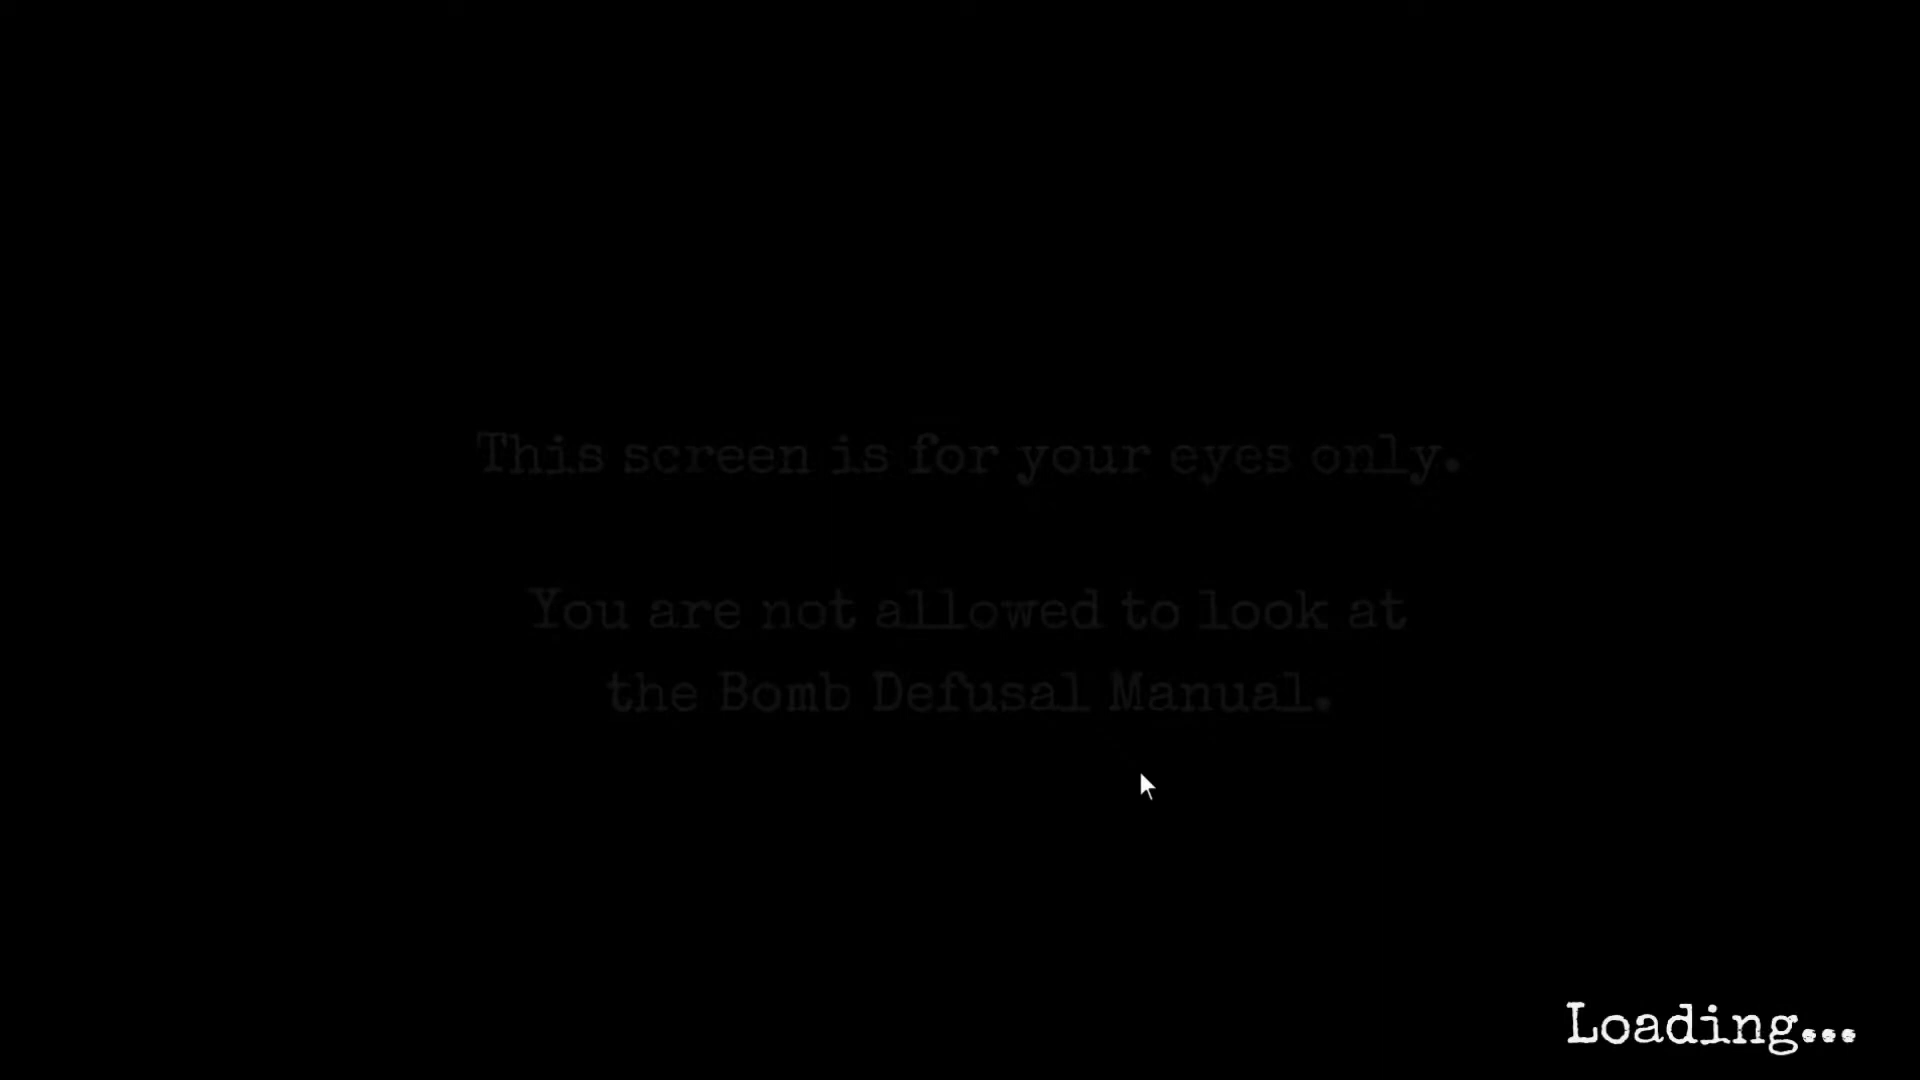 This screen is for your eyes only.
You are not allowed to look at
the Bomb Defusal Manual.
Loading...